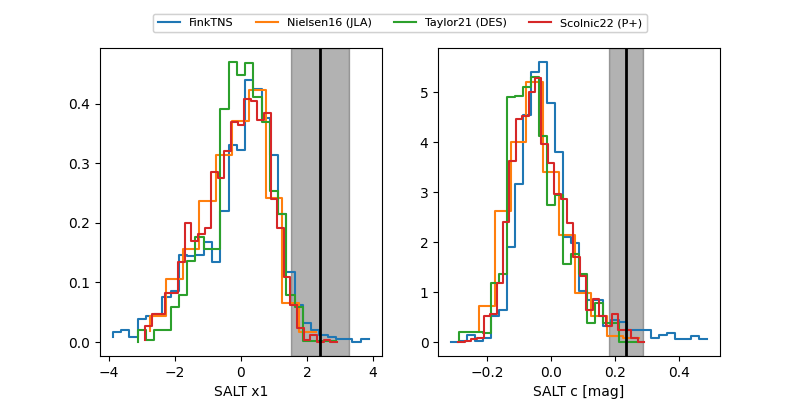 FinkTNS Nielsen16 (JLA) Taylor21 (DES) Scolnic22 (P+)
0.4
0.3
0.2
0.1
0.0
−4 −2 0 2 4
SALT x1
5
4
3
2
1
0
−0.2 0.0 0.2 0.4
SALT c [mag]